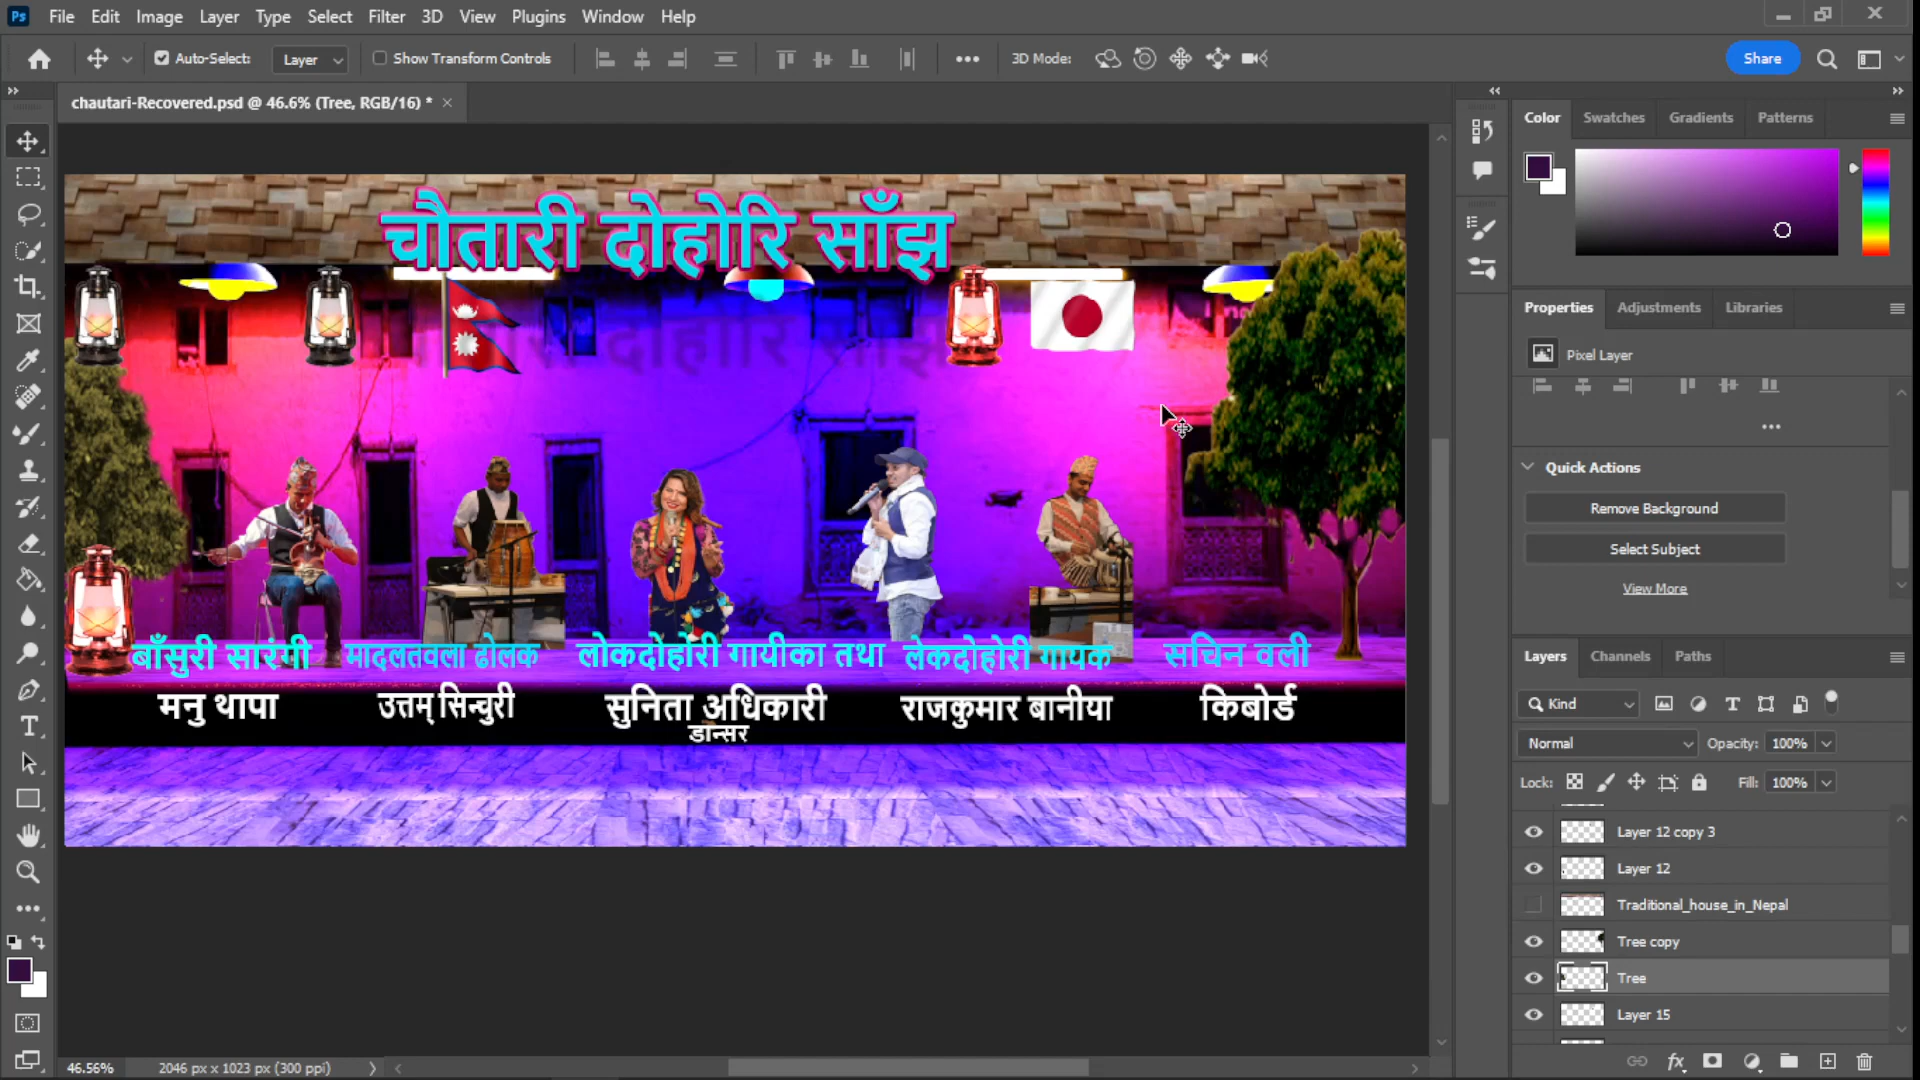 Ps File Edit Image Layer Type Select Filter 3D View Plugins Window Help
Auto-Select: Layer Show Transform Controls 3D Mode: Share
chautari-Recovered.psd @ 46.6% (Tree, RGB/16) *
Color Swatches Gradients Patterns
चौतारी दोहोरि साँझ
दोहोरि साँझ
Properties Adjustments Libraries
Pixel Layer
Quick Actions
Remove Background
Select Subject
View More
बाँसुरी सारंगी मादलतवला ढोलक लोकदोहोरी गायीका तथा लेकदोहोरी गायक सचिन वली
मनु थापा उत्तम् सिन्चुरी सुनिता अधिकारी राजकुमार बानीया किबोर्ड
डान्सर
Layers Channels Paths
Kind
Normal Opacity: 100%
Lock: Fill: 100%
Layer 12 copy 3
Layer 12
Traditional_house_in_Nepal
Tree copy
Tree
Layer 15
46.56% 2046 px x 1023 px (300 ppi)